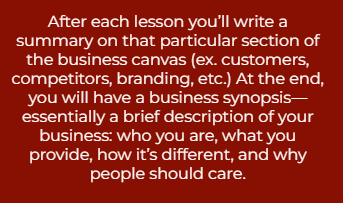 After each lesson you'll write a
summary on that particular section of
the business canvas (ex. customers,
competitors, branding, etc.) At the end,
you will have a business synopsis—
essentially a brief description of your
business: who you are, what you
provide, how it's different, and why
people should care.